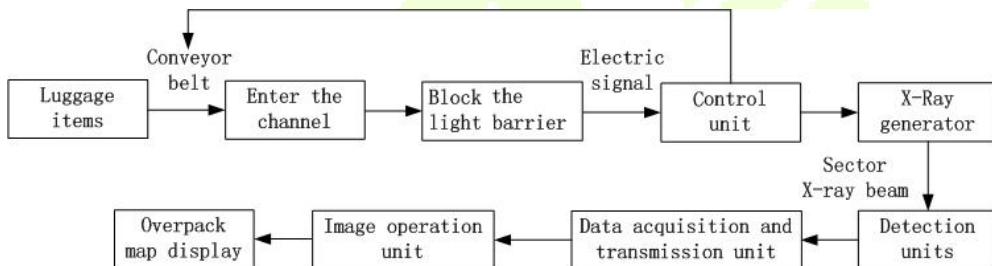 Conveyor
belt
Electric
signal
Luggage
items
Enter the
channel
Block the
light barrier
Control
unit
X-Ray
generator
Sector
X-ray beam
Overpack
map display
Image operation
unit
Data acquisition and
transmission unit
Detection
units